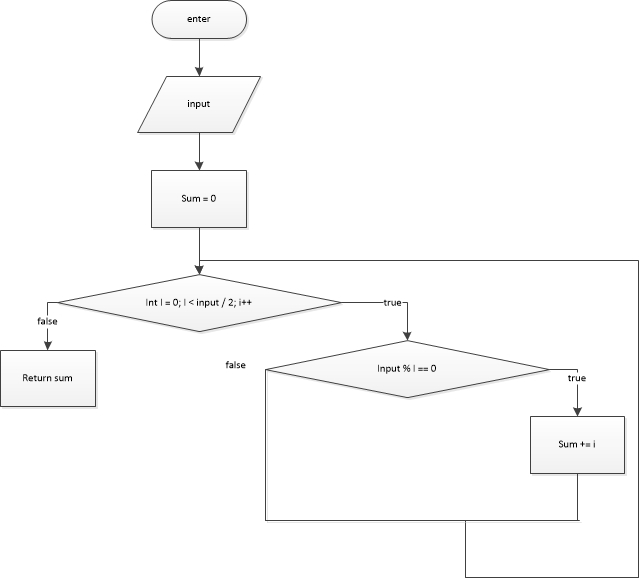 enter
input
Sum = 0
Int I = 0; I < input / 2; i++
false
true
Return sum
false
Input % I == 0
true
Sum += i